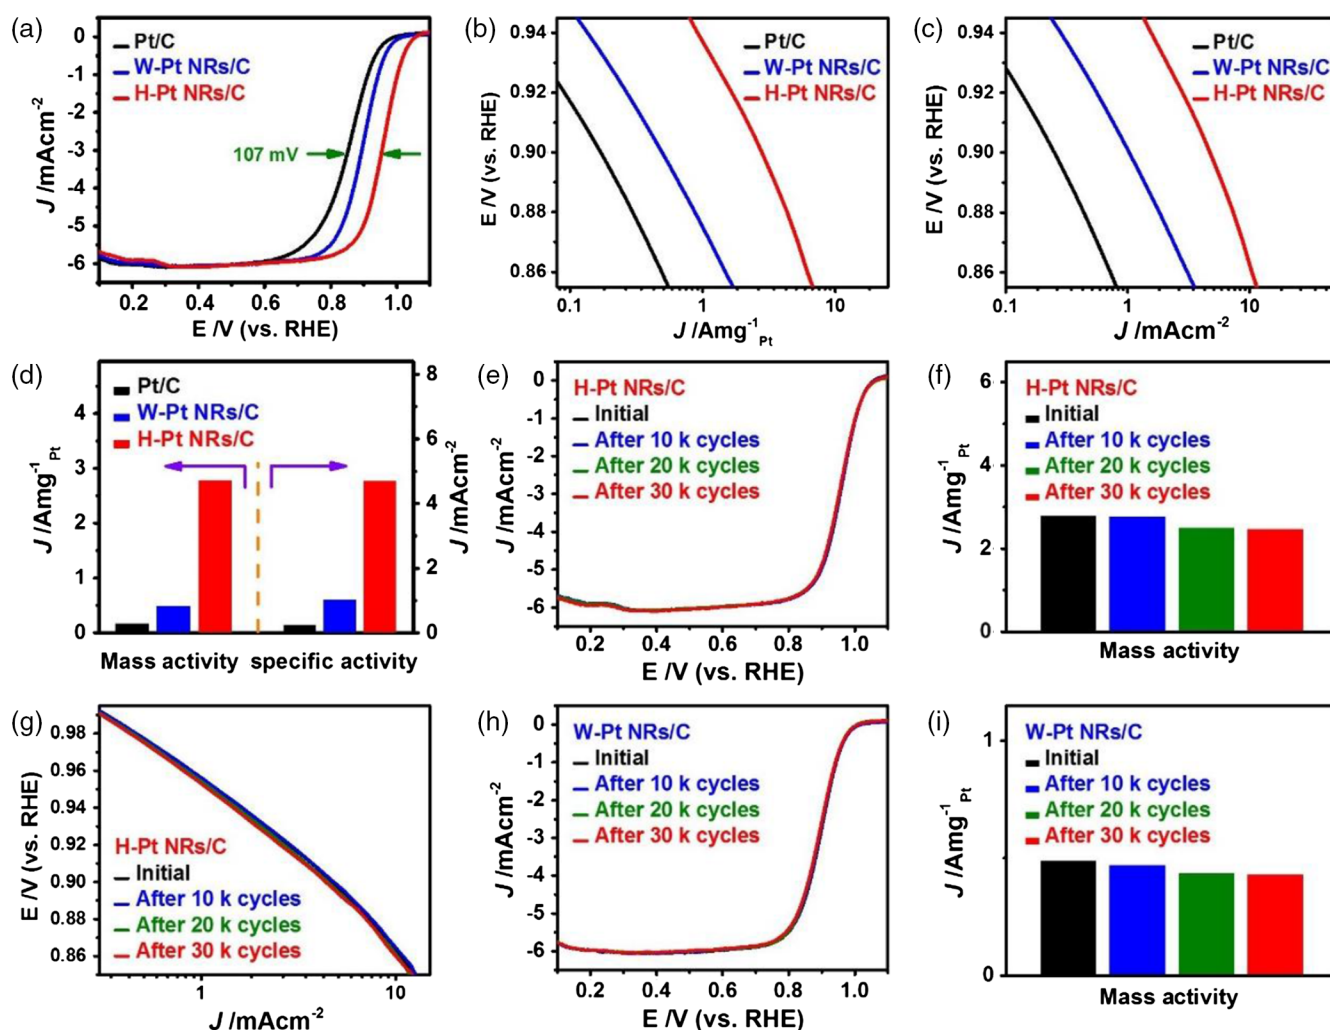 (a)
J /mAcm⁻²
0
-1
-2
-3
-4
-5
-6
Pt/C
W-Pt NRs/C
H-Pt NRs/C
107 mV
0.2 0.4 0.6 0.8 1.0
E /V (vs. RHE)
(b)
E /V (vs. RHE)
0.94
0.92
0.90
0.88
0.86
Pt/C
W-Pt NRs/C
H-Pt NRs/C
0.1 1 10
J /Amg⁻¹Pt
(c)
E /V (vs. RHE)
0.94
0.92
0.90
0.88
0.86
Pt/C
W-Pt NRs/C
H-Pt NRs/C
0.1 1 10
J /mAcm⁻²
(d)
J /Amg⁻¹Pt
4
3
2
1
0
Pt/C
W-Pt NRs/C
H-Pt NRs/C
8
6
4
2
0
J /mAcm⁻²
Mass activity specific activity
(e)
J /mAcm⁻²
0
-1
-2
-3
-4
-5
-6
H-Pt NRs/C
Initial
After 10 k cycles
After 20 k cycles
After 30 k cycles
0.2 0.4 0.6 0.8 1.0
E /V (vs. RHE)
(f)
J /Amg⁻¹Pt
6
4
2
0
H-Pt NRs/C
Initial
After 10 k cycles
After 20 k cycles
After 30 k cycles
Mass activity
(g)
E /V (vs. RHE)
0.98
0.96
0.94
0.92
0.90
0.88
0.86
H-Pt NRs/C
Initial
After 10 k cycles
After 20 k cycles
After 30 k cycles
1 10
J /mAcm⁻²
(h)
J /mAcm⁻²
0
-1
-2
-3
-4
-5
-6
W-Pt NRs/C
Initial
After 10 k cycles
After 20 k cycles
After 30 k cycles
0.2 0.4 0.6 0.8 1.0
E /V (vs. RHE)
(i)
J /Amg⁻¹Pt
1
0
W-Pt NRs/C
Initial
After 10 k cycles
After 20 k cycles
After 30 k cycles
Mass activity